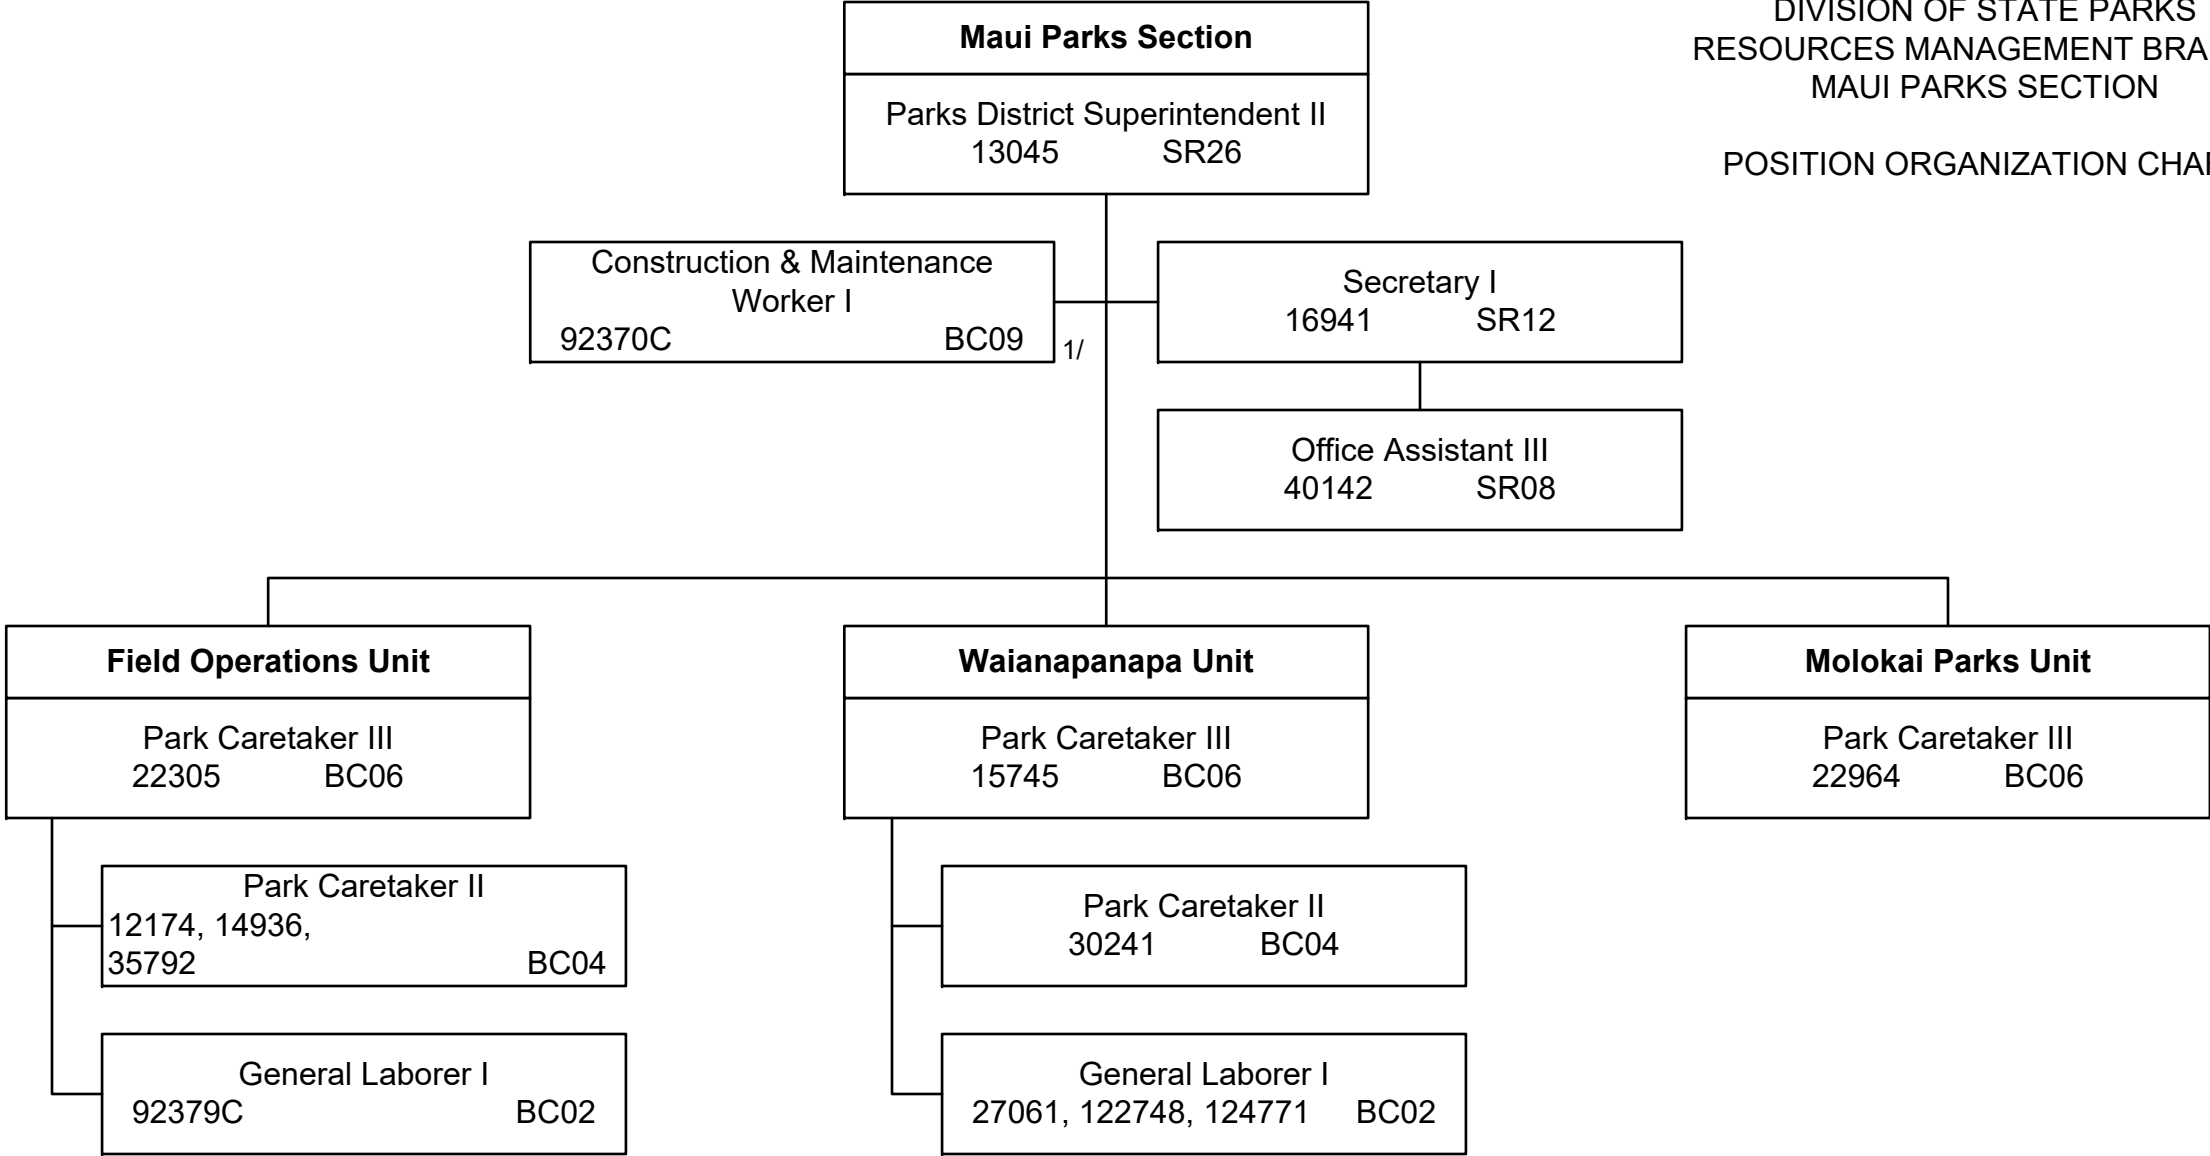 DIVISION OF STATE PARKS
RESOURCES MANAGEMENT
MAUI PARKS SECTION
POSITION ORGANIZATION
Maui Parks Section
Parks District Superintendent II
13045 SR26
Construction & Maintenance
Worker I
92370C BC09
1/
Secretary I
16941 SR12
Office Assistant III
40142 SR08
Field Operations Unit
Park Caretaker III
22305 BC06
Park Caretaker II
12174, 14936,
35792 BC04
General Laborer I
92379C BC02
Waianapanapa Unit
Park Caretaker III
15745 BC06
Park Caretaker II
30241 BC04
General Laborer I
27061, 122748, 124771 BC02
Molokai Parks Unit
Park Caretaker III
22964 BC06